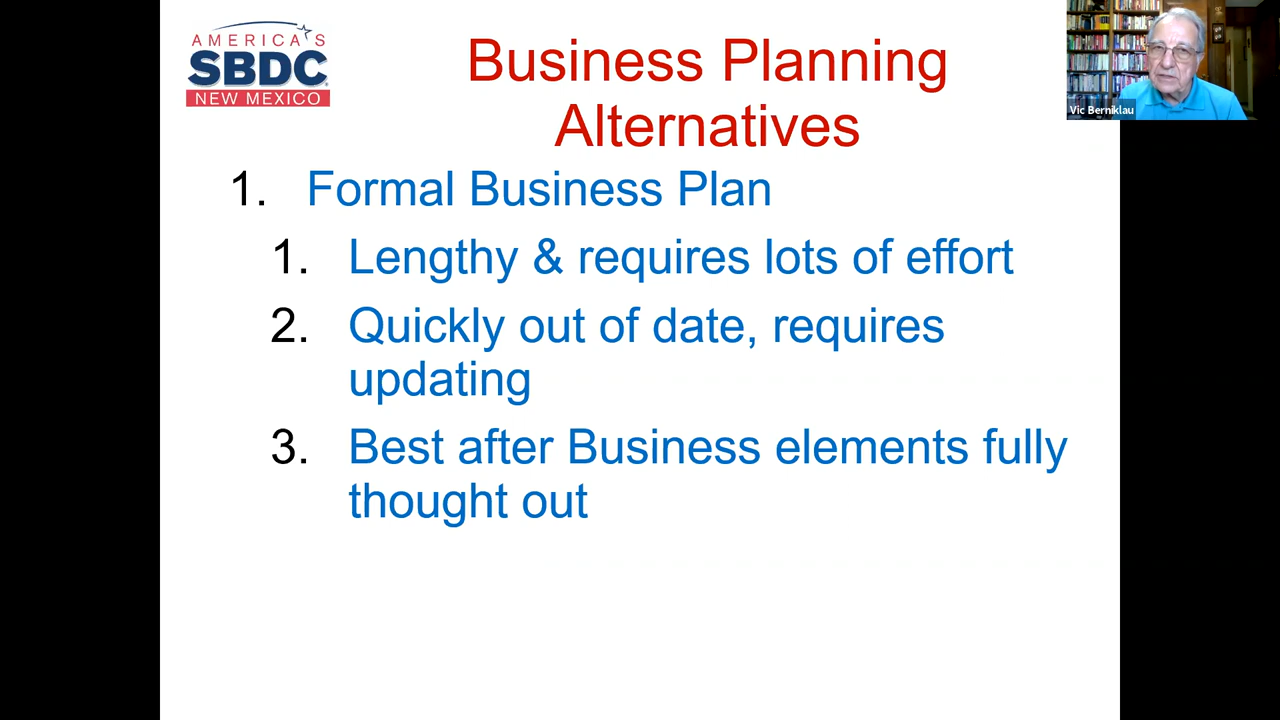 AMERICA'S
SBDC
NEW MEXICO
Business Planning
Alternatives
Vic Berniklau
1. Formal Business Plan
1. Lengthy & requires lots of effort
2. Quickly out of date, requires
updating
3. Best after Business elements fully
thought out